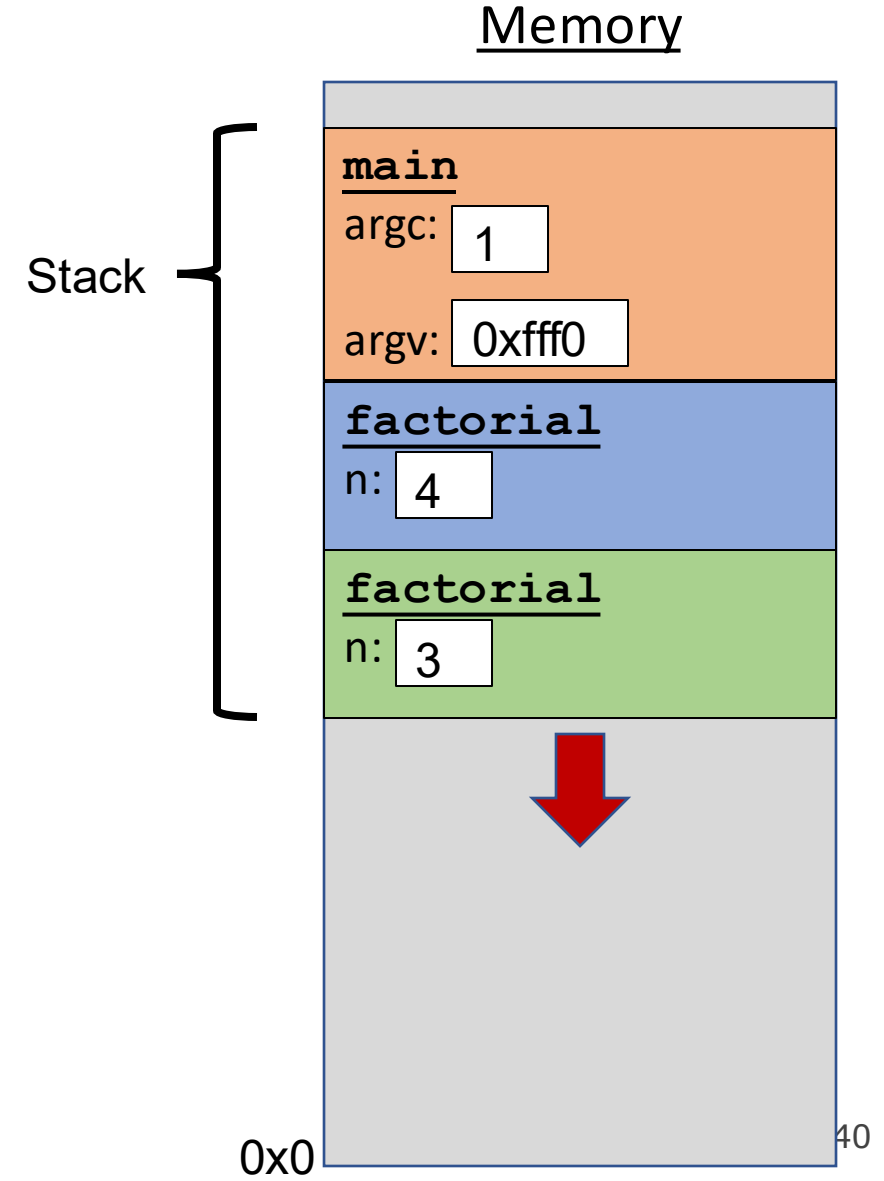 Memory
main
argc: 1
Stack
argv: 0xfff0
factorial
n: 4
factorial
n: 3
40
0x0